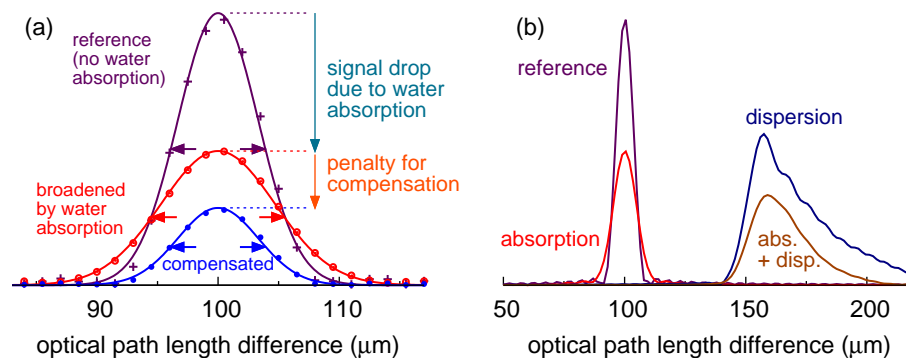 (a)
reference
(no water
absorption)
signal drop
due to water
absorption
penalty for
compensation
broadened
by water
absorption
compensated
90
100
110
optical path length difference (μm)
(b)
reference
dispersion
absorption
abs.
+ disp.
50
100
150
200
optical path length difference (μm)